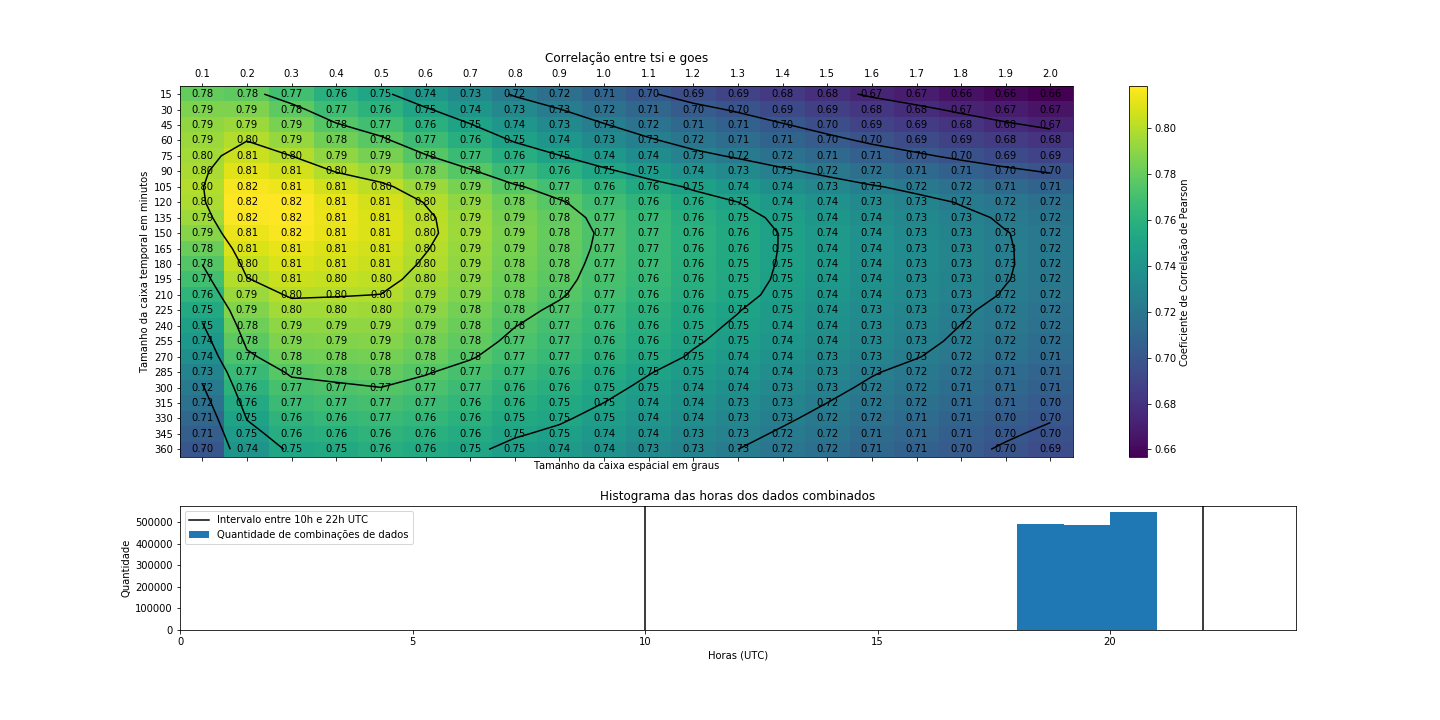 Correlação entre tsi e goes
0.1 0.2 0.3 0.4 0.5 0.6 0.7 0.8 0.9 1.0 1.1 1.2 1.3 1.4 1.5 1.6 1.7 1.8 1.9 2.0
15 0.78 0.78 0.77 0.76 0.75 0.74 0.73 0.72 0.72 0.71 0.70 0.69 0.69 0.68 0.68 0.67 0.67 0.66 0.66 0.66
30 0.79 0.79 0.78 0.77 0.76 0.75 0.74 0.73 0.73 0.72 0.71 0.70 0.70 0.69 0.69 0.68 0.68 0.67 0.67 0.67
45 0.79 0.79 0.79 0.78 0.77 0.76 0.75 0.74 0.73 0.73 0.72 0.71 0.71 0.70 0.70 0.69 0.69 0.68 0.68 0.67
60 0.79 0.80 0.79 0.78 0.78 0.77 0.76 0.75 0.74 0.73 0.73 0.72 0.71 0.71 0.70 0.70 0.69 0.69 0.68 0.68
75 0.80 0.81 0.80 0.79 0.79 0.78 0.77 0.76 0.75 0.74 0.74 0.73 0.72 0.72 0.71 0.71 0.70 0.70 0.69 0.69
90 0.80 0.81 0.81 0.80 0.79 0.78 0.78 0.77 0.76 0.75 0.74 0.74 0.73 0.73 0.72 0.72 0.71 0.71 0.70 0.70
105 0.80 0.82 0.81 0.81 0.80 0.79 0.79 0.78 0.77 0.76 0.76 0.75 0.74 0.74 0.73 0.73 0.72 0.72 0.71 0.71
120 0.80 0.82 0.82 0.81 0.81 0.80 0.79 0.78 0.78 0.77 0.76 0.76 0.75 0.74 0.74 0.73 0.73 0.72 0.72 0.72
135 0.79 0.82 0.82 0.81 0.81 0.80 0.79 0.79 0.78 0.77 0.77 0.76 0.75 0.75 0.74 0.74 0.73 0.73 0.72 0.72
150 0.79 0.81 0.82 0.81 0.81 0.80 0.79 0.79 0.78 0.77 0.77 0.76 0.76 0.75 0.74 0.74 0.73 0.73 0.73 0.72
165 0.78 0.81 0.81 0.81 0.81 0.80 0.79 0.79 0.78 0.77 0.77 0.76 0.76 0.75 0.74 0.74 0.73 0.73 0.73 0.72
180 0.78 0.80 0.81 0.81 0.81 0.80 0.79 0.79 0.78 0.77 0.77 0.76 0.76 0.75 0.74 0.74 0.73 0.73 0.73 0.72
195 0.77 0.80 0.81 0.80 0.80 0.80 0.79 0.78 0.78 0.77 0.77 0.76 0.75 0.75 0.74 0.74 0.73 0.73 0.72 0.72
210 0.76 0.79 0.80 0.80 0.80 0.79 0.79 0.78 0.78 0.77 0.76 0.76 0.75 0.75 0.74 0.74 0.73 0.73 0.72 0.72
225 0.75 0.79 0.80 0.80 0.80 0.79 0.79 0.78 0.77 0.77 0.76 0.76 0.75 0.74 0.74 0.73 0.73 0.73 0.72 0.72
240 0.75 0.78 0.79 0.79 0.79 0.79 0.78 0.78 0.77 0.77 0.76 0.76 0.75 0.74 0.74 0.73 0.73 0.72 0.72 0.72
255 0.74 0.78 0.79 0.79 0.79 0.78 0.78 0.77 0.77 0.76 0.76 0.75 0.75 0.74 0.74 0.73 0.73 0.72 0.72 0.72
270 0.74 0.77 0.78 0.78 0.78 0.78 0.78 0.77 0.77 0.76 0.76 0.75 0.74 0.74 0.73 0.73 0.73 0.72 0.72 0.71
285 0.73 0.77 0.78 0.78 0.78 0.78 0.77 0.77 0.76 0.76 0.75 0.75 0.74 0.74 0.73 0.73 0.72 0.72 0.71 0.71
300 0.72 0.76 0.77 0.77 0.77 0.77 0.77 0.76 0.76 0.75 0.75 0.74 0.74 0.73 0.73 0.72 0.72 0.71 0.71 0.71
315 0.72 0.76 0.77 0.77 0.77 0.77 0.76 0.76 0.76 0.75 0.74 0.74 0.73 0.73 0.72 0.72 0.72 0.71 0.71 0.70
330 0.71 0.75 0.76 0.76 0.77 0.76 0.76 0.75 0.75 0.75 0.74 0.74 0.73 0.73 0.72 0.72 0.71 0.71 0.70 0.70
345 0.71 0.75 0.76 0.76 0.76 0.76 0.76 0.75 0.75 0.74 0.74 0.73 0.73 0.72 0.72 0.71 0.71 0.71 0.70 0.70
360 0.70 0.74 0.75 0.75 0.76 0.76 0.75 0.75 0.74 0.74 0.73 0.73 0.73 0.72 0.72 0.71 0.71 0.70 0.70 0.69
Tamanho da caixa temporal em minutos
Tamanho da caixa espacial em graus
0.80
0.78
0.76
0.74
0.72
0.70
0.68
0.66
Coeficiente de Correlação de Pearson
Histograma das horas dos dados combinados
Intervalo entre 10h e 22h UTC
Quantidade de combinações de dados
500000
400000
300000
200000
100000
0
Quantidade
0 5 10 15 20
Horas (UTC)